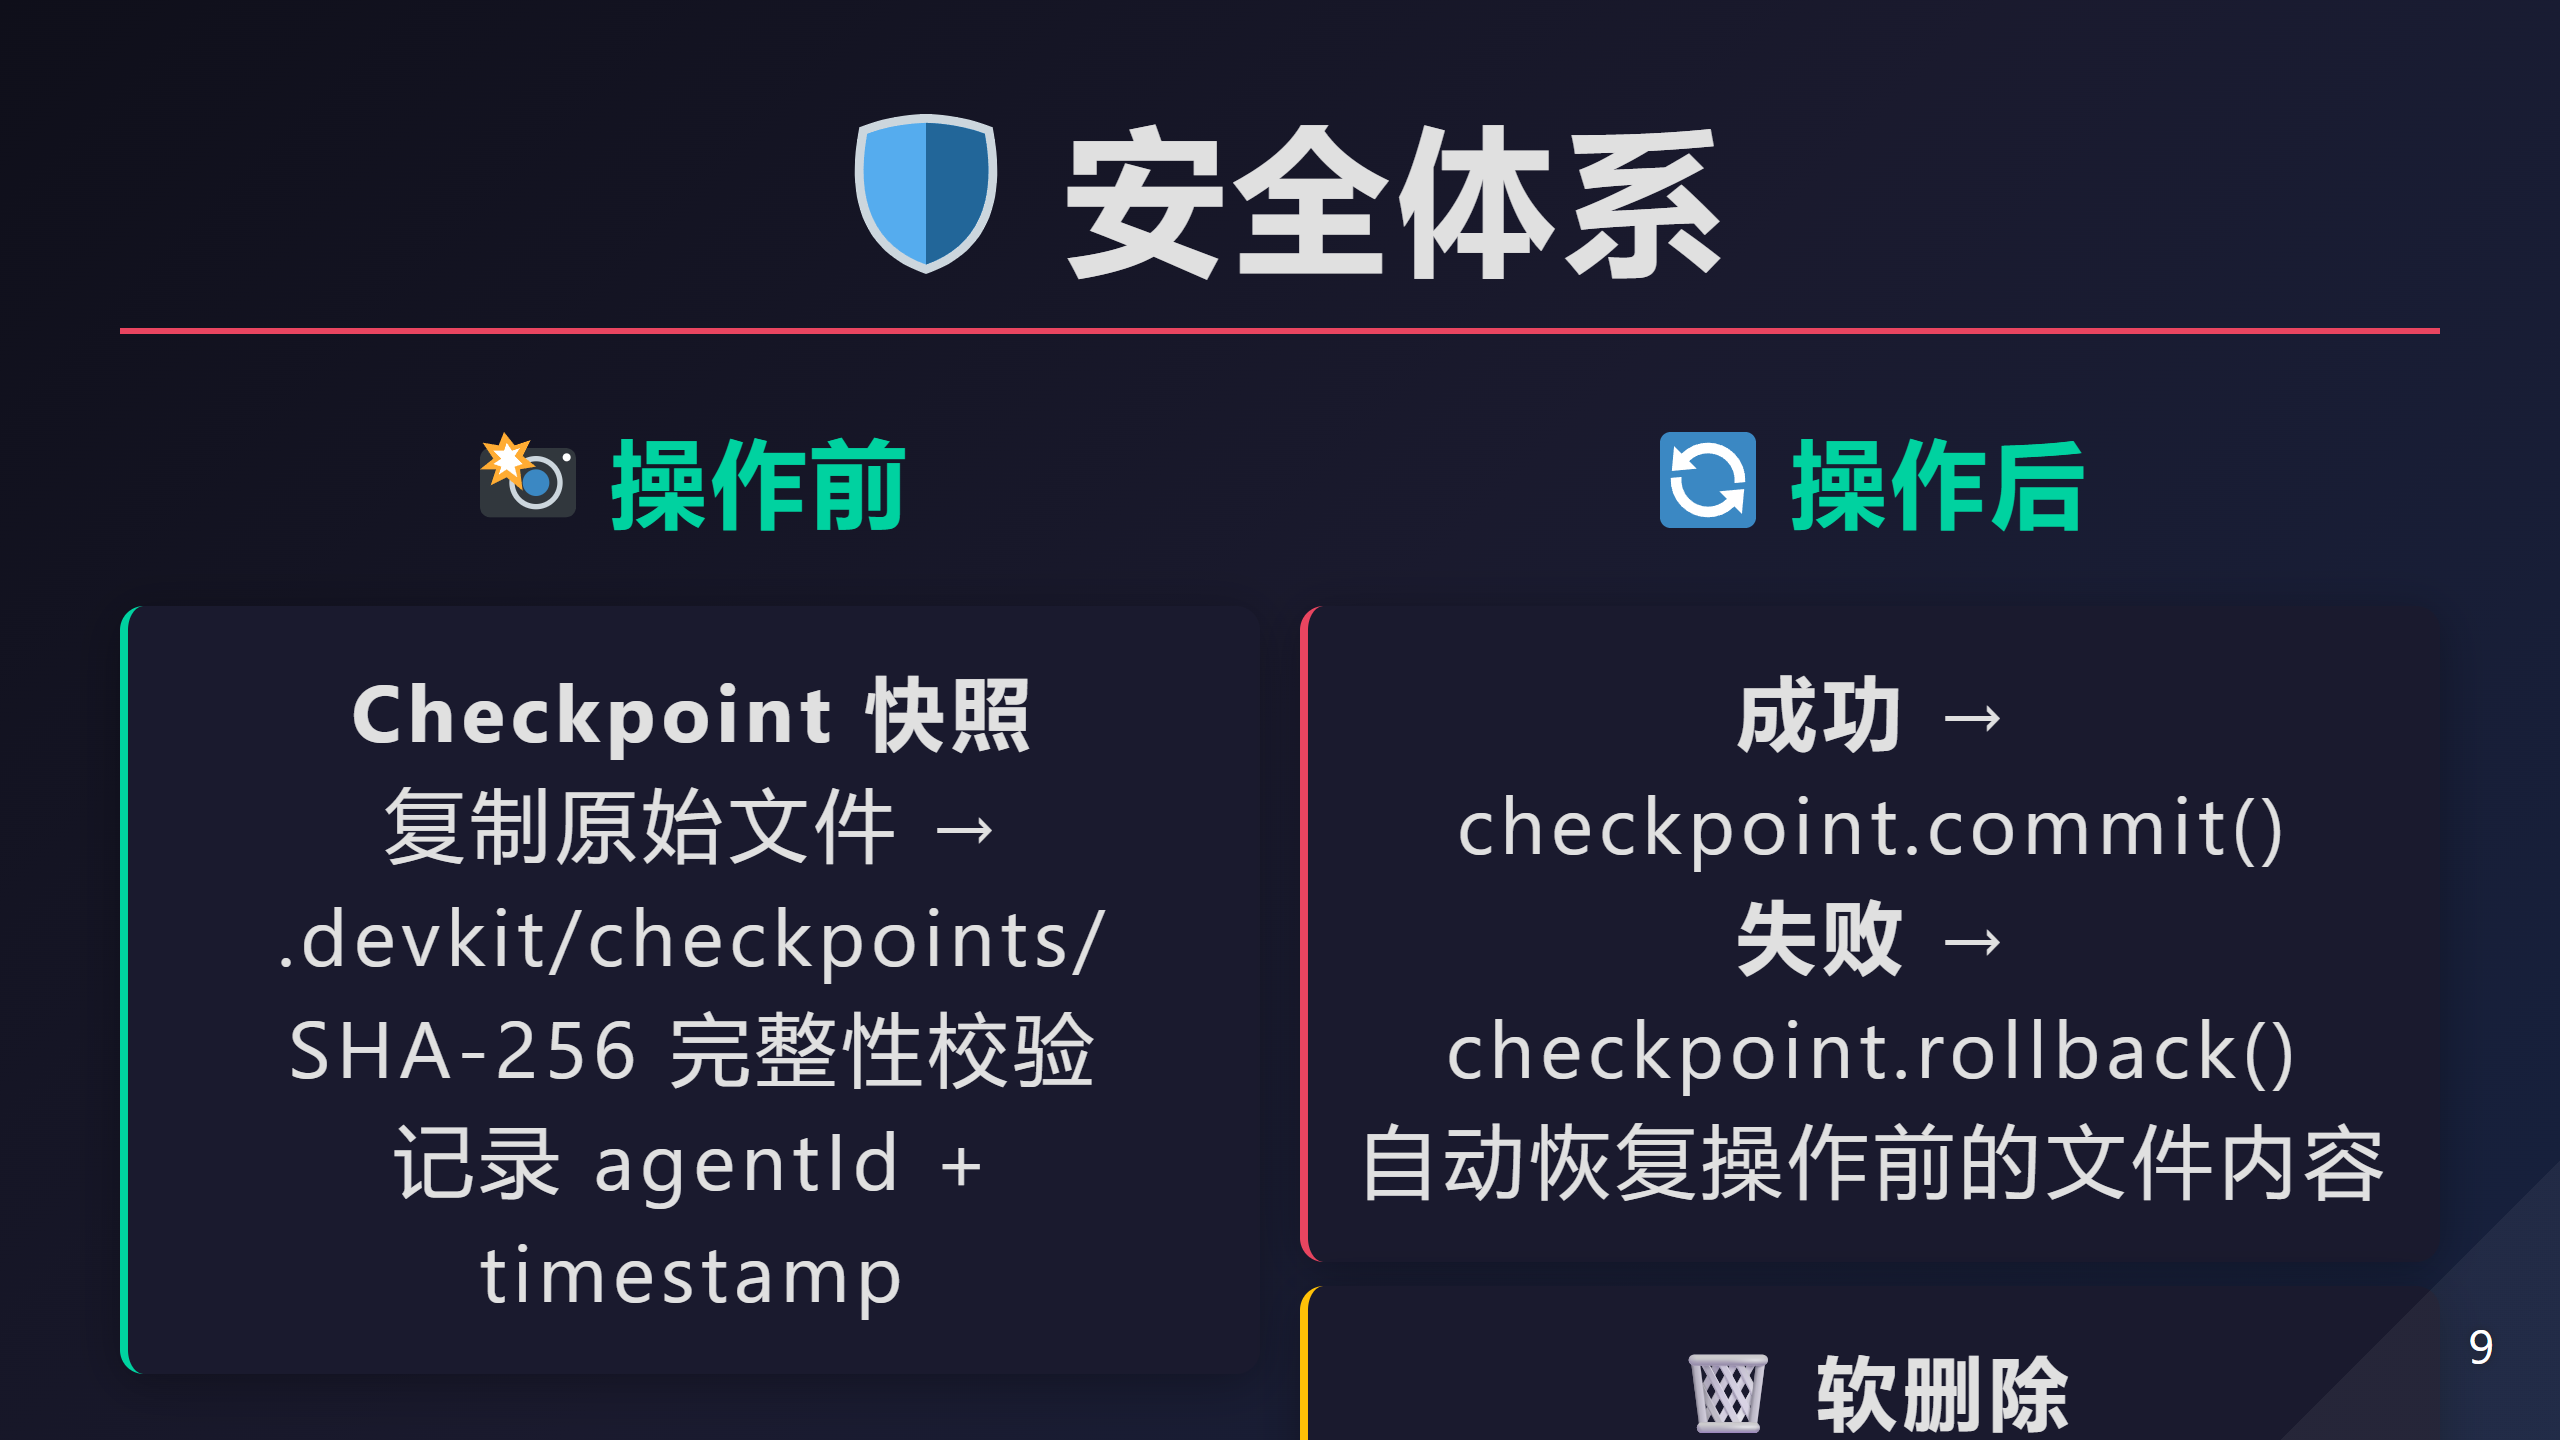 安全体系
操作前
Checkpoint 快照
复制原始文件 →
.devkit/checkpoints/
SHA-256 完整性校验
记录 agentId +
timestamp
操作后
成功 →
checkpoint.commit()
失败 →
checkpoint.rollback()
自动恢复操作前的文件内容
软删除
9